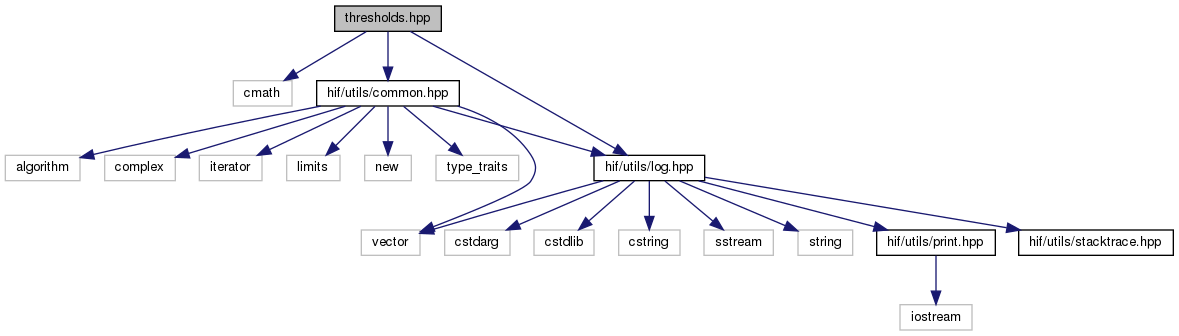 thresholds.hpp
cmath
hif/utils/common.hpp
algorithm
complex
iterator
limits
new
type_traits
hif/utils/log.hpp
vector
cstdarg
cstdlib
cstring
sstream
string
hif/utils/print.hpp
hif/utils/stacktrace.hpp
iostream